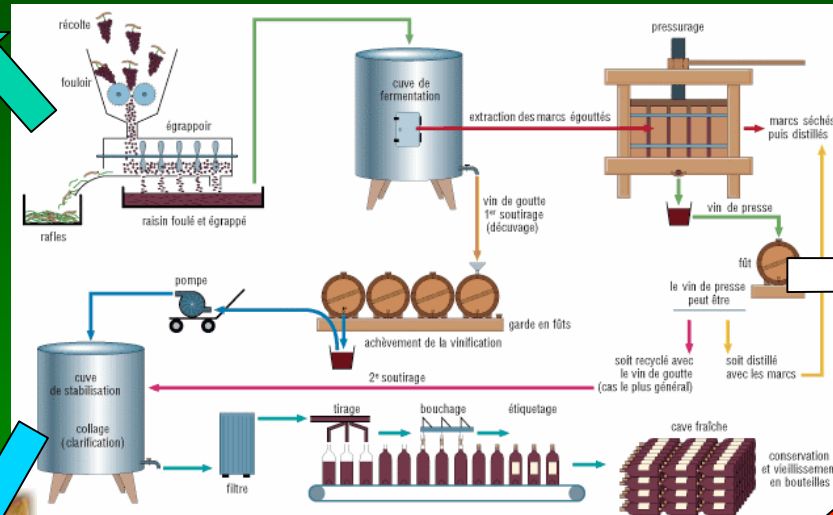 récolte
fouloir
égrappoir
rafles
raisin foulé et égrappé
cuve de
fermentation
extraction des marcs égouttés
pressurage
marcs séchés
puis distillés
vin de goutte
1er soutirage
(décuvage)
vin de presse
fût
le vin de presse
peut être
soit recyclé avec
le vin de goutte
(cas le plus général)
soit distillé
avec les marcs
pompe
garde en fûts
achèvement de la vinification
2e soutirage
cuve
de stabilisation
collage
(clarification)
filtre
tirage
bouchage
étiquetage
cave fraîche
conservation
et vieillissement
en bouteilles